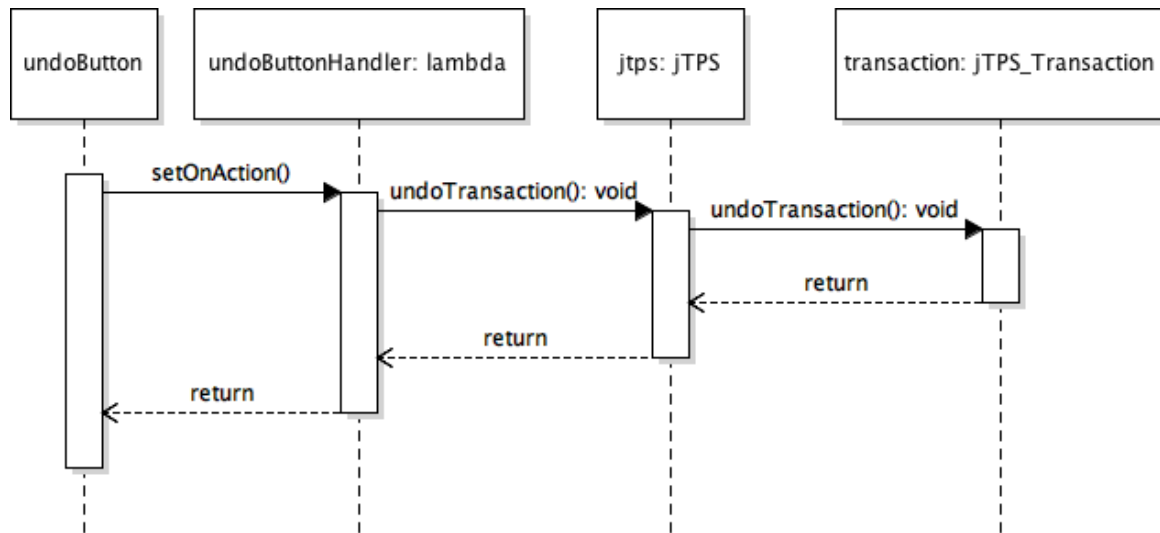 undoButton
undoButtonHandler: lambda
jtps: jTPS
transaction: jTPS_Transaction
setOnAction()
undoTransaction(): void
undoTransaction(): void
return
return
return